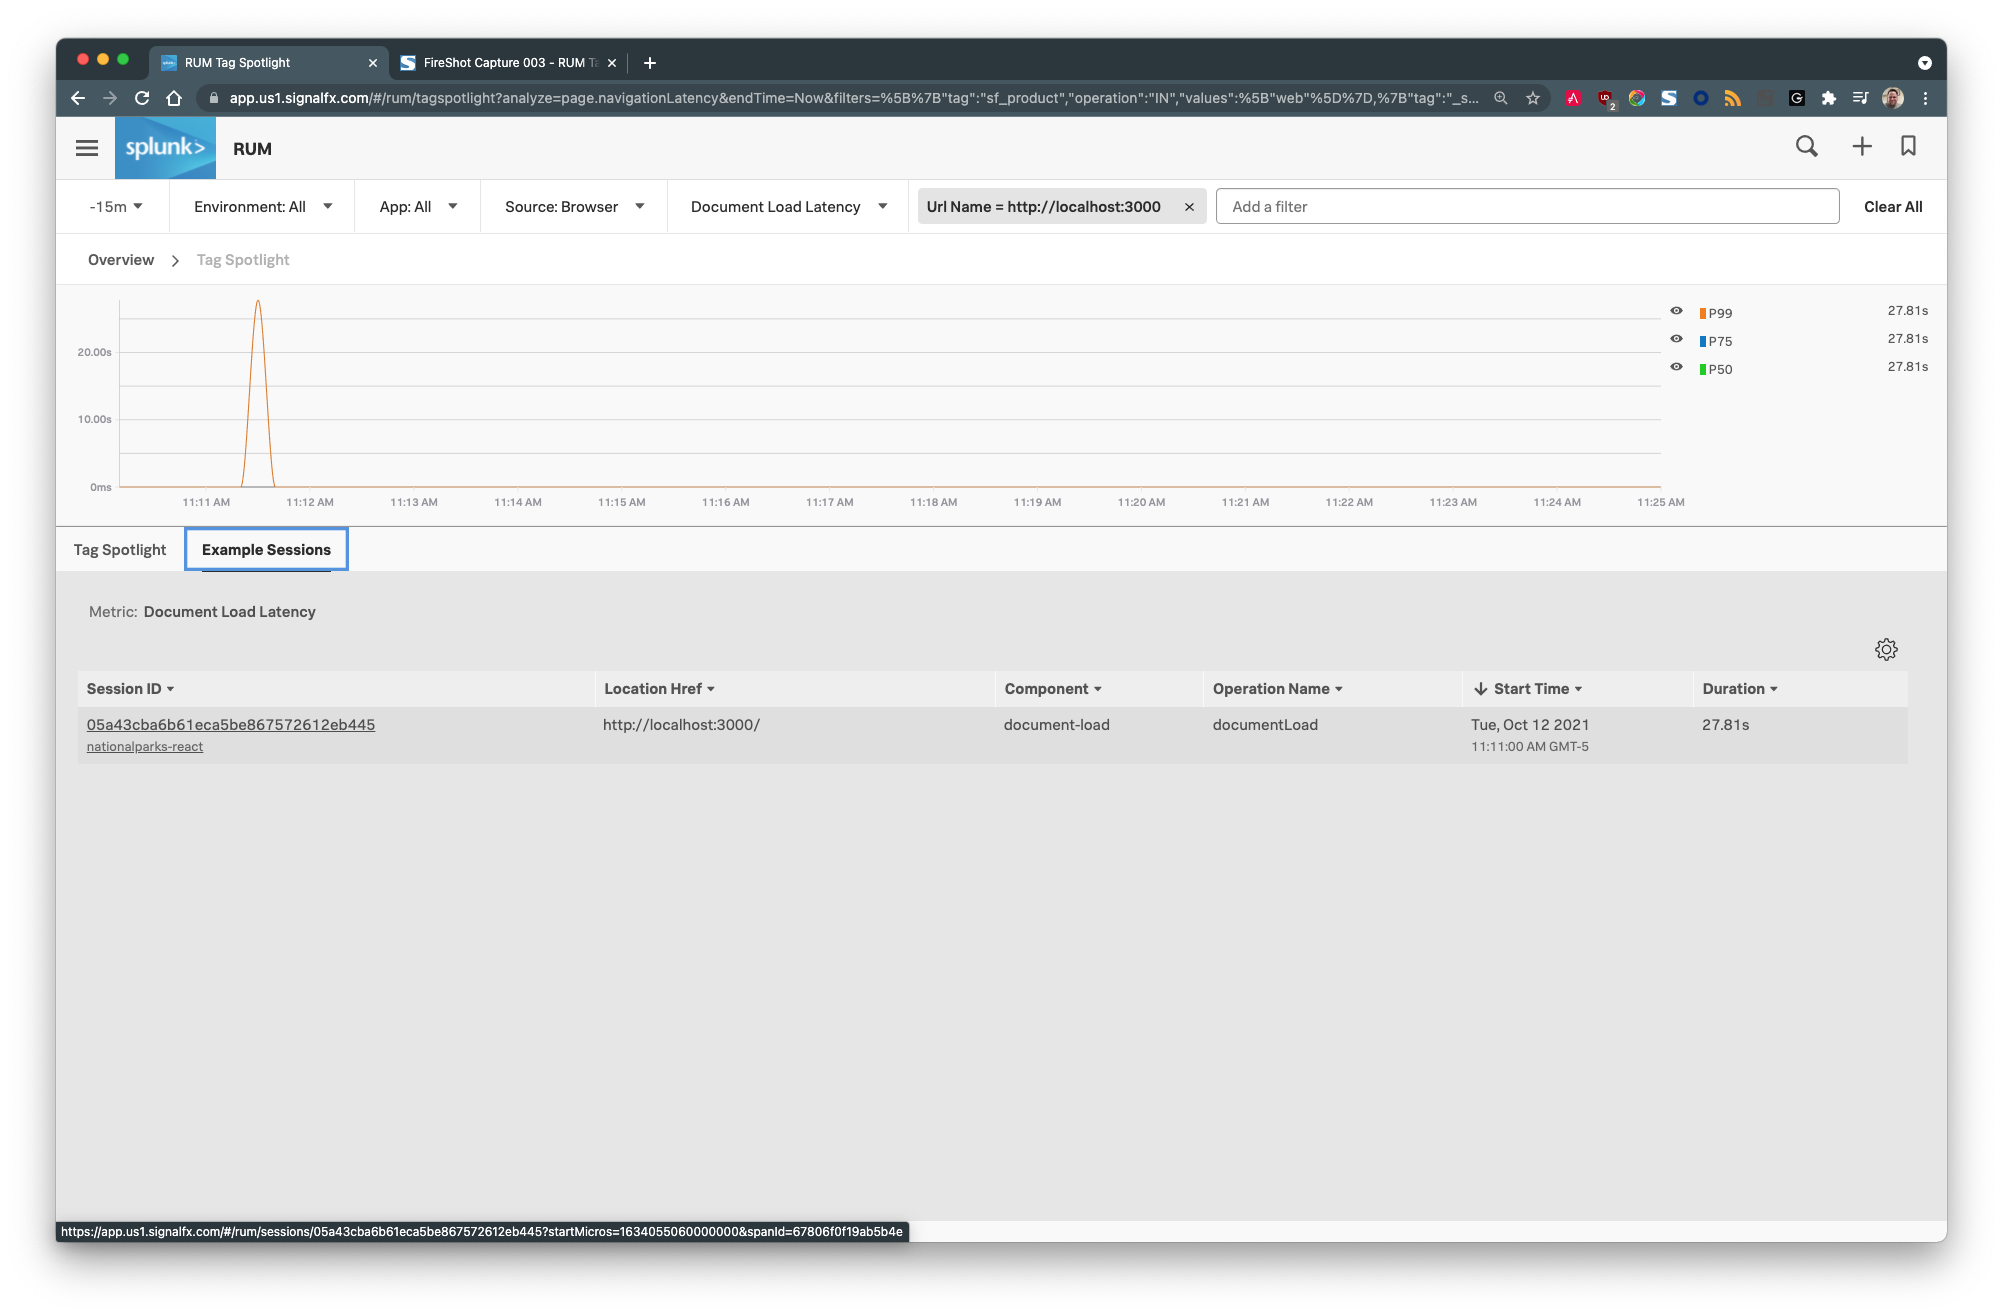 RUM Tag Spotlight
FireShot Capture 003 - RUM Ta
app.us1.signalfx.com/#/rum/tagspotlight?analyze=page.navigationLatency&endTime=Now&filters=%5B%7B"tag":"sf_product","operation":"IN","values":%5B"web"%5D%7D,%7B"tag":"_s...
2
splunk>
RUM
-15m
Environment: All
App: All
Source: Browser
Document Load Latency
Url Name = http://localhost:3000
Add a filter
Clear All
Overview
Tag Spotlight
20.00s
10.00s
0ms
11:11 AM
11:12 AM
11:13 AM
11:14 AM
11:15 AM
11:16 AM
11:17 AM
11:18 AM
11:19 AM
11:20 AM
11:21 AM
11:22 AM
11:23 AM
11:24 AM
11:25 AM
P99 27.81s
P75 27.81s
P50 27.81s
Tag Spotlight
Example Sessions
Metric: Document Load Latency
Session ID
Location Href
Component
Operation Name
Start Time
Duration
05a43cba6b61eca5be867572612eb445
nationalparks-react
http://localhost:3000/
document-load
documentLoad
Tue, Oct 12 2021
11:11:00 AM GMT-5
27.81s
https://app.us1.signalfx.com/#/rum/sessions/05a43cba6b61eca5be867572612eb445?startMicros=1634055060000000&spanId=67806f0f19ab5b4e